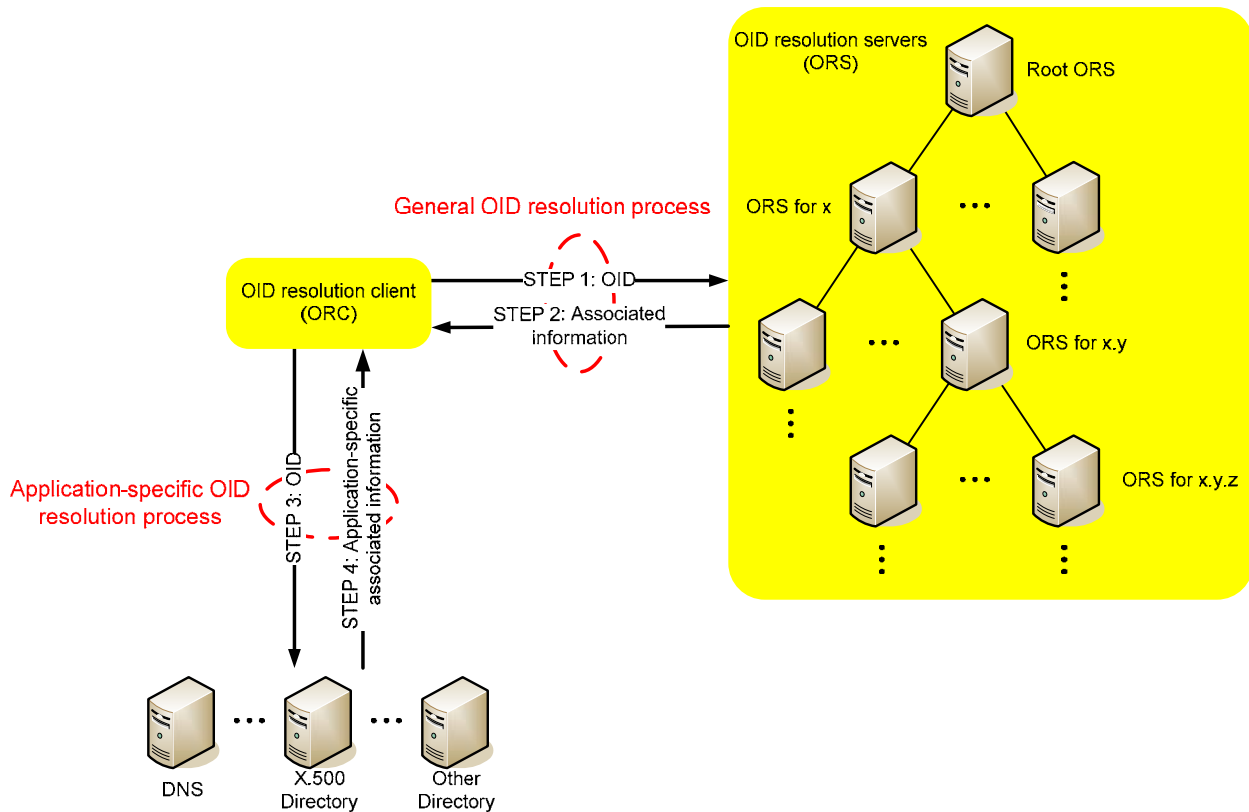 OID resolution servers
(ORS)
Root ORS
General OID resolution process
ORS for x
STEP 1: OID
OID resolution client
(ORC)
STEP 2: Associated
information
ORS for x.y
Application-specific OID
resolution process
STEP 3: OID
STEP 4: Application-specific
associated information
ORS for x.y.z
DNS
X.500
Directory
Other
Directory